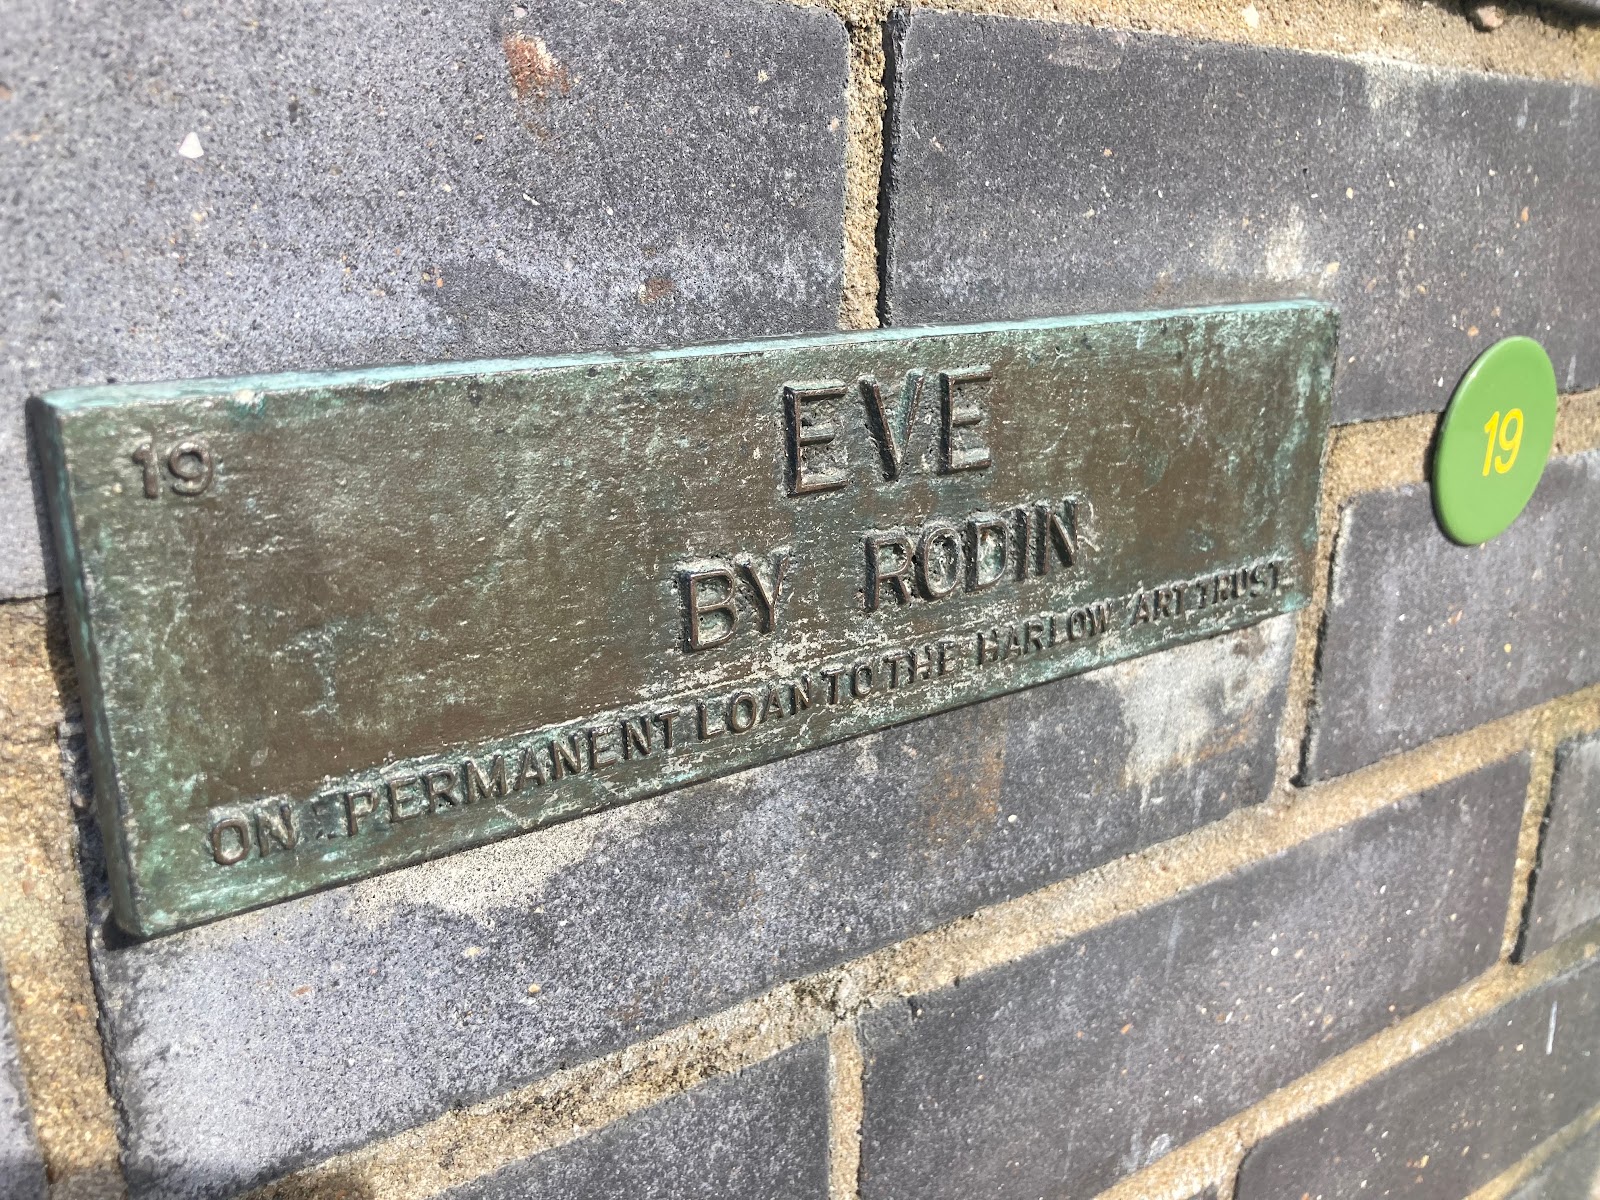 19
EVE
BY RODIN
ON PERMANENT LOAN TO THE HARLOW ART TRUST
19